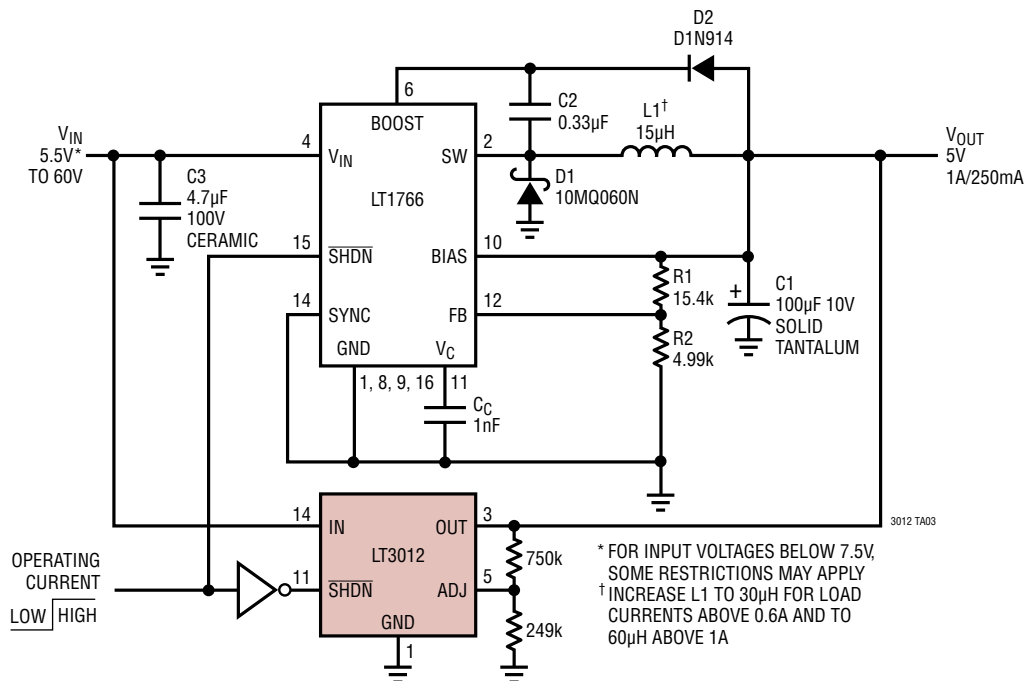 D2
D1N914
6
BOOST
C2
0.33µF
L1†
15µH
VIN
5.5V*
TO 60V
4
VIN
SW
2
VOUT
5V
1A/250mA
C3
4.7µF
100V
CERAMIC
LT1766
D1
10MQ060N
15
SHDN
BIAS
10
R1
15.4k
+
C1
100µF 10V
SOLID
TANTALUM
14
SYNC
FB
12
R2
4.99k
GND
VC
1, 8, 9, 16
11
CC
1nF
14
IN
OUT
3
3012 TA03
LT3012
750k
OPERATING
CURRENT
LOW HIGH
11
SHDN
ADJ
5
249k
GND
1
* FOR INPUT VOLTAGES BELOW 7.5V,
SOME RESTRICTIONS MAY APPLY
† INCREASE L1 TO 30µH FOR LOAD
CURRENTS ABOVE 0.6A AND TO
60µH ABOVE 1A